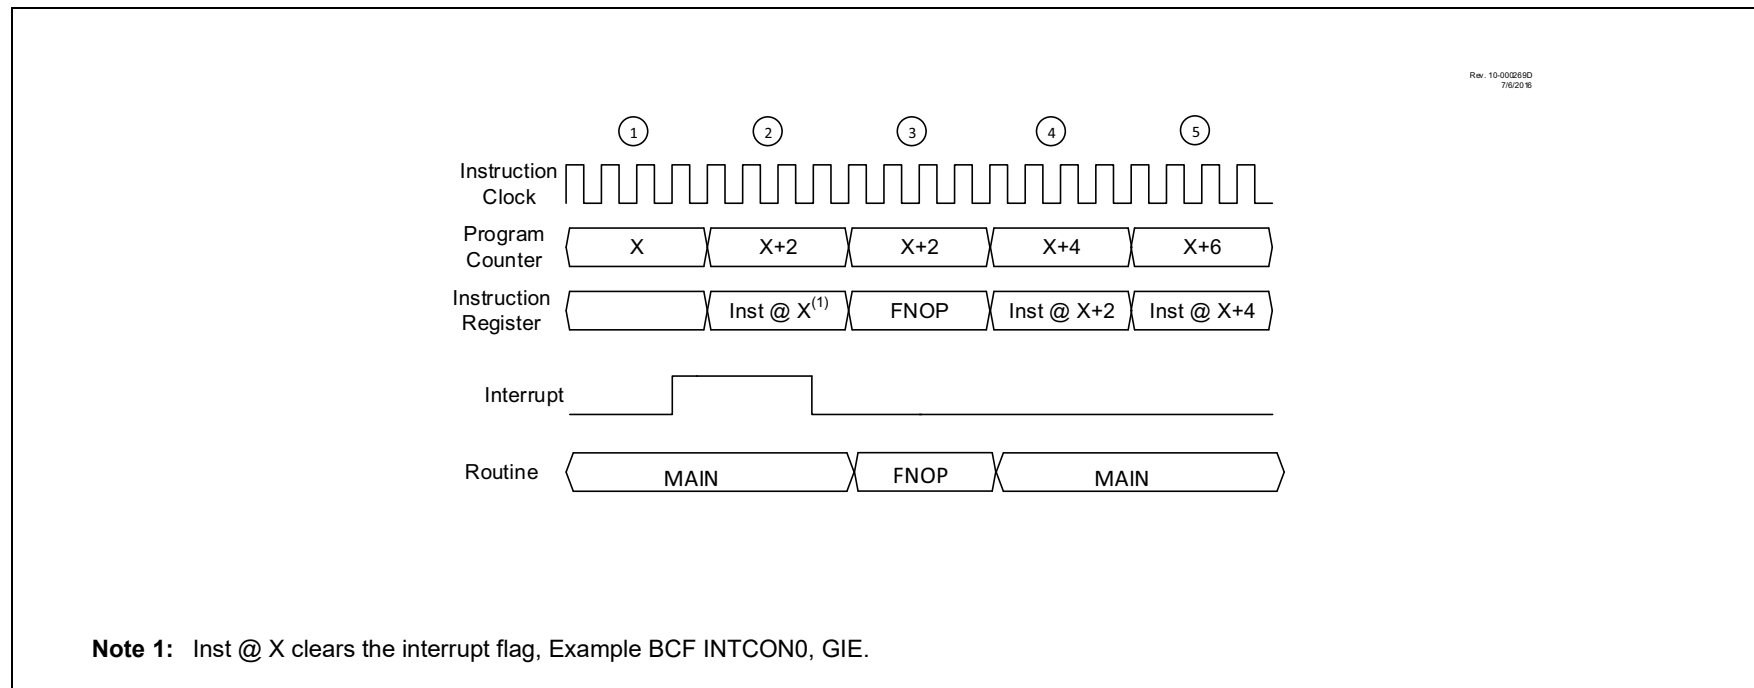 Rev. 10-000269D
7/6/2016
1 2 3 4 5
Instruction
Clock
Program
Counter
X X+2 X+2 X+4 X+6
Instruction
Register
Inst @ X(1) FNOP Inst @ X+2 Inst @ X+4
Interrupt
Routine
MAIN FNOP MAIN
Note 1: Inst @ X clears the interrupt flag, Example BCF INTCON0, GIE.